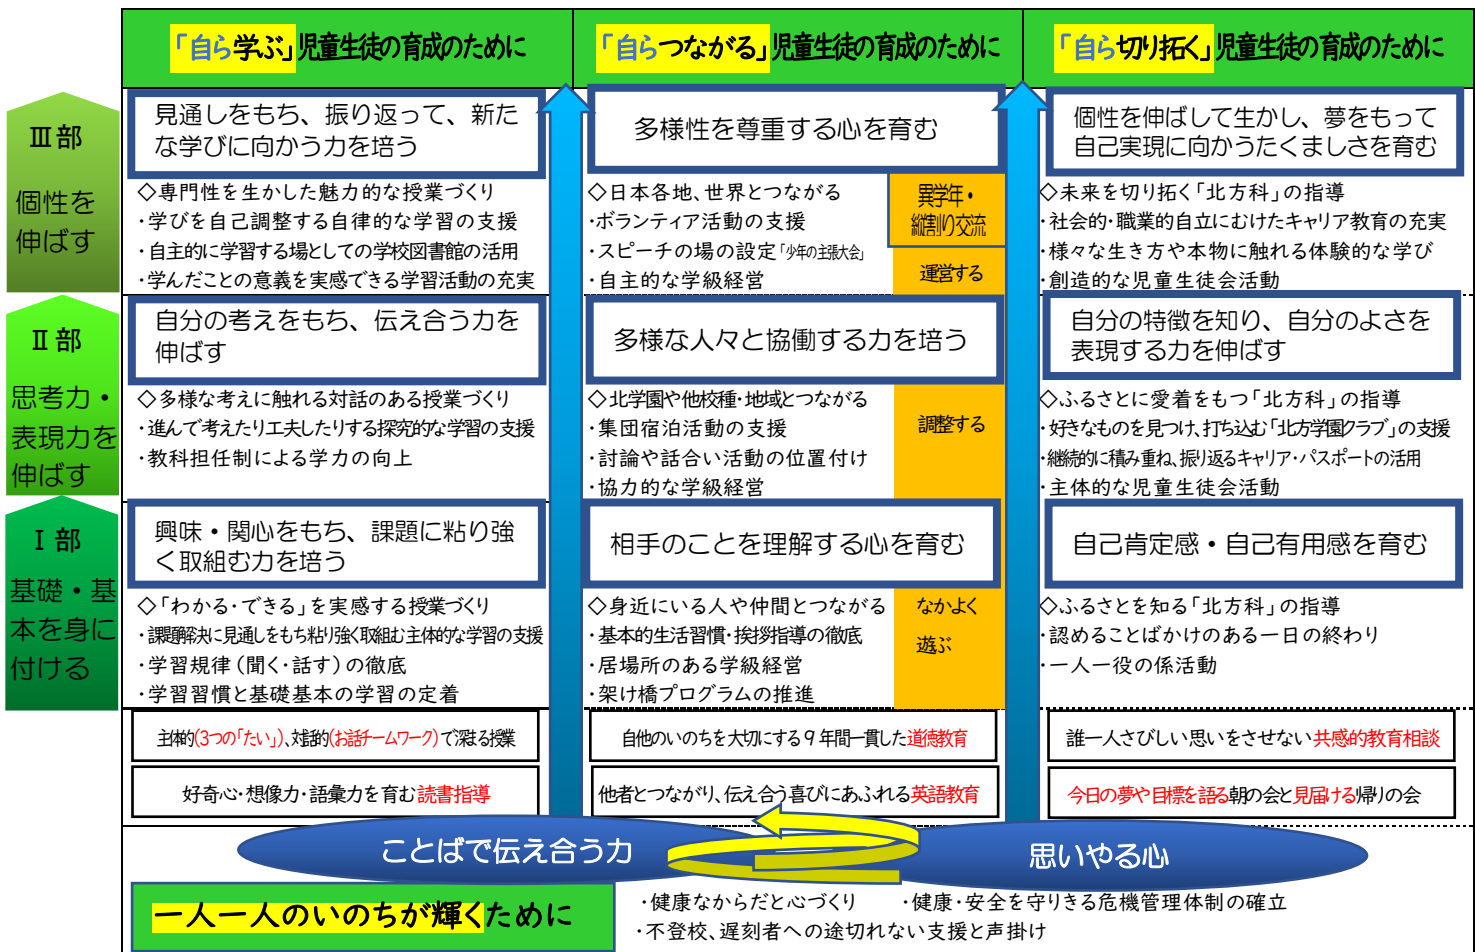 「自ら学ぶ」児童生徒の育成のために
「自らつながる」児童生徒の育成のために
「自ら切り拓く」児童生徒の育成のために
Ⅲ部
個性を
伸ばす
見通しをもち、振り返って、新た
な学びに向かう力を培う
◇専門性を生かした魅力的な授業づくり
・学びを自己調整する自律的な学習の支援
・自主的に学習する場としての学校図書館の活用
・学んだことの意義を実感できる学習活動の充実
多様性を尊重する心を育む
◇日本各地、世界とつながる
・ボランティア活動の支援
・スピーチの場の設定「少年の主張大会」
・自主的な学級経営
異学年・
縦割り交流
運営する
個性を伸ばして生かし、夢をもって
自己実現に向かうたくましさを育む
◇未来を切り拓く「北方科」の指導
・社会的・職業的自立にむけたキャリア教育の充実
・様々な生き方や本物に触れる体験的な学び
・創造的な児童生徒会活動
Ⅱ部
思考力・
表現力を
伸ばす
自分の考えをもち、伝え合う力を
伸ばす
◇多様な考えに触れる対話のある授業づくり
・進んで考えたり工夫したりする探究的な学習の支援
・教科担任制による学力の向上
多様な人々と協働する力を培う
◇北学園や他校種・地域とつながる
・集団宿泊活動の支援
・討論や話合い活動の位置付け
・協力的な学級経営
調整する
自分の特徴を知り、自分のよさを
表現する力を伸ばす
◇ふるさとに愛着をもつ「北方科」の指導
・好きなものを見つけ、打ち込む「北方学園クラブ」の支援
・継続的に積み重ね、振り返るキャリア・パスポートの活用
・主体的な児童生徒会活動
Ⅰ部
基礎・基
本を身に
付ける
興味・関心をもち、課題に粘り強
く取組む力を培う
◇「わかる・できる」を実感する授業づくり
・課題解決に見通しをもち粘り強く取組む主体的な学習の支援
・学習規律（聞く・話す）の徹底
・学習習慣と基礎基本の学習の定着
相手のことを理解する心を育む
◇身近にいる人や仲間とつながる
・基本的生活習慣・挨拶指導の徹底
・居場所のある学級経営
・架け橋プログラムの推進
なかよく
遊ぶ
自己肯定感・自己有用感を育む
◇ふるさとを知る「北方科」の指導
・認めることばかけのある一日の終わり
・一人一役の係活動
主体的(3つの「たい」)、対話的(お話チームワーク)で深まる授業
自他のいのちを大切にする9年間一貫した道徳教育
誰一人さびしい思いをさせない共感的教育相談
好奇心・想像力・語彙力を育む読書指導
他者とつながり、伝え合う喜びにあふれる英語教育
今日の夢や目標を語る朝の会と見届ける帰りの会
ことばで伝え合う力
思いやる心
一人一人のいのちが輝くために
・健康なからだと心づくり
・健康・安全を守りきる危機管理体制の確立
・不登校、遅刻者への途切れない支援と声掛け